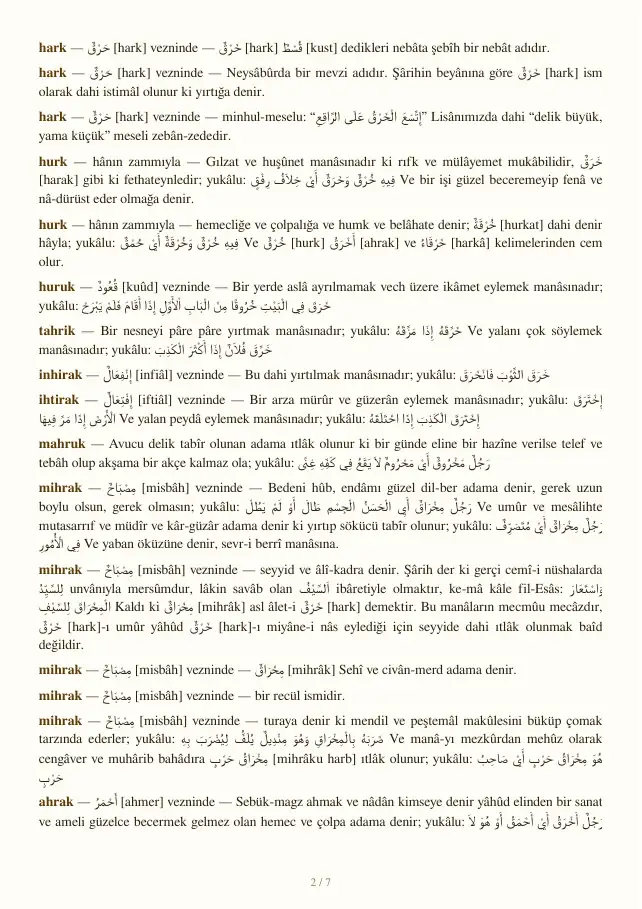 hark — خَرْقٌ [hark] vezninde — خَرْقٌ [hark] قُسْطٌ [kust] dedikleri nebâta şebîh bir nebât adıdır.
hark — خَرْقٌ [hark] vezninde — Neysâbûrda bir mevzi adıdır. Şârihin beyânına göre خَرْقٌ [hark] ism
olarak dahi istimâl olunur ki yırtığa denir.
hark — خَرْقٌ [hark] vezninde — minhul-meselu: “إِتَّسَعَ الْخَرْقُ عَلَى الرَّاقِعِ” Lisânımızda dahi “delik büyük,
yama küçük” meseli zebân-zededir.
hurk — hânın zammıyla — Gılzat ve huşûnet manâsınadır ki rıfk ve mülâyemet mukâbilidir, خَرَقٌ
[harak] gibi ki fethateynledir; yukâlu: فِيهِ خُرْقٌ وَخَرَقٌ أَيْ خِلاَفُ رِفْقٍ Ve bir işi güzel beceremeyip fenâ ve
nâ-dürüst eder olmağa denir.
hurk — hânın zammıyla — hemecliğe ve çolpalığa ve humk ve belâhate denir; خُرْقَةٌ [hurkat] dahi denir
hâyla; yukâlu: فِيهِ خُرْقٌ وَخُرْقَةٌ أَيْ حُمْقٌ Ve خُرْقٌ [hurk] أَخْرَقُ [ahrak] ve خَرْقَاءُ [harkâ] kelimelerinden cem
olur.
huruk — قُعُودٌ [kuûd] vezninde — Bir yerde aslâ ayrılmamak vech üzere ikâmet eylemek manâsınadır;
yukâlu: خَرَقَ فِي الْبَيْتِ خُرُوقًا مِنَ الْبَابِ الْأَوَّلِ إِذَا أَقَامَ فَلَمْ يَبْرَحْ
tahrik — Bir nesneyi pâre pâre yırtmak manâsınadır; yukâlu: خَرَّقَهُ إِذَا مَزَّقَهُ Ve yalanı çok söylemek
manâsınadır; yukâlu: خَرَّقَ فُلاَنٌ إِذَا أَكْثَرَ الْكَذِبَ
inhirak — إِنْفِعَالٌ [infiâl] vezninde — Bu dahi yırtılmak manâsınadır; yukâlu: خَرَقَ الثَّوْبَ فَانْخَرَقَ
ihtirak — إِفْتِعَالٌ [iftiâl] vezninde — Bir arza mürûr ve güzerân eylemek manâsınadır; yukâlu: إِخْتَرَقَ
الْأَرْضَ إِذَا مَرَّ فِيهَا Ve yalan peydâ eylemek manâsınadır; yukâlu: إِخْتَرَقَ الْكَذِبَ إِذَا اخْتَلَقَهُ
mahruk — Avucu delik tabîr olunan adama ıtlâk olunur ki bir günde eline bir hazîne verilse telef ve
tebâh olup akşama bir akçe kalmaz ola; yukâlu: رَجُلٌ مَخْرُوقٌ أَيْ مَحْرُومٌ لاَ يَقَعُ فِي كَفِّهِ غِنًى
mihrak — مِصْبَاحٌ [misbâh] vezninde — Bedeni hûb, endâmı güzel dil-ber adama denir, gerek uzun
boylu olsun, gerek olmasın; yukâlu: رَجُلٌ مِخْرَاقٌ أَيِ الْحَسَنُ الْجِسْمِ طَالَ أَوْ لَمْ يَطُلْ Ve umûr ve mesâlihte
mutasarrıf ve müdîr ve kâr-güzâr adama denir ki yırtıp sökücü tabîr olunur; yukâlu: رَجُلٌ مِخْرَاقٌ أَيْ مُتَصَرِّفٌ
فِي الْأُمُورِ Ve yaban öküzüne denir, sevr-i berrî manâsına.
mihrak — مِصْبَاحٌ [misbâh] vezninde — seyyid ve âlî-kadra denir. Şârih der ki gerçi cemî-i nüshalarda
لِلسَّيِّدِ unvânıyla mersûmdur, lâkin savâb olan اَلسَّيْفُ ibâretiyle olmaktır, ke-mâ kâle fil-Esâs: وَاسْتَعَارَ
الْمِخْرَاقَ لِلسَّيْفِ Kaldı ki مِخْرَاقٌ [mihrâk] asl âlet-i خَرْقٌ [hark] demektir. Bu manâların mecmûu mecâzdır,
خَرْقٌ [hark]-ı umûr yâhûd خَرْقٌ [hark]-ı miyâne-i nâs eylediği için seyyide dahi ıtlâk olunmak baîd
değildir.
mihrak — مِصْبَاحٌ [misbâh] vezninde — مِخْرَاقٌ [mihrâk] Sehî ve civân-merd adama denir.
mihrak — مِصْبَاحٌ [misbâh] vezninde — bir recül ismidir.
mihrak — مِصْبَاحٌ [misbâh] vezninde — turaya denir ki mendil ve peştemâl makûlesini büküp çomak
tarzında ederler; yukâlu: ضَرَبَهُ بِالْمِخْرَاقِ وَهُوَ مِنْدِيلٌ يُلَفُّ لِيُضْرَبَ بِهِ Ve manâ-yı mezkûrdan mehûz olarak
cengâver ve muhârib bahâdıra مِخْرَاقُ حَرْبٍ [mihrâku harb] ıtlâk olunur; yukâlu: هُوَ مِخْرَاقُ حَرْبٍ أَيْ صَاحِبُ
حَرْبٍ
ahrak — أَحْمَرُ [ahmer] vezninde — Sebük-magz ahmak ve nâdân kimseye denir yâhûd elinden bir sanat
ve ameli güzelce becermek gelmez olan hemec ve çolpa adama denir; yukâlu: رَجُلٌ أَخْرَقُ أَيْ أَحْمَقُ أَوْ هُوَ لاَ
2 / 7